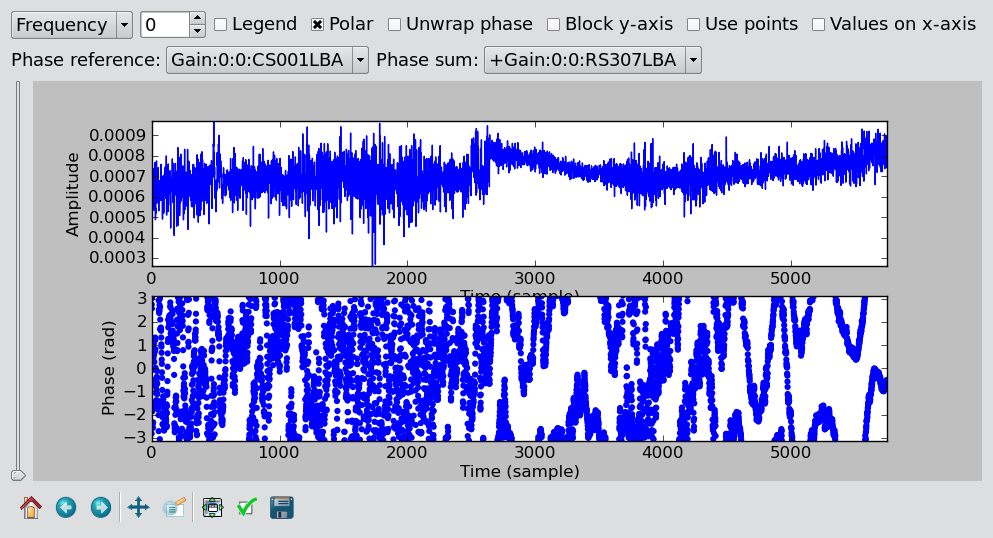 Frequency 0 Legend Polar Unwrap phase Block y-axis Use points Values on x-axis
Phase reference: Gain:0:0:CS001LBA Phase sum: +Gain:0:0:RS307LBA
Amplitude
0.0009
0.0008
0.0007
0.0006
0.0005
0.0004
0.0003
0 1000 2000 3000 4000 5000
Time (sample)
Phase (rad)
3
2
1
0
−1
−2
−3
0 1000 2000 3000 4000 5000
Time (sample)